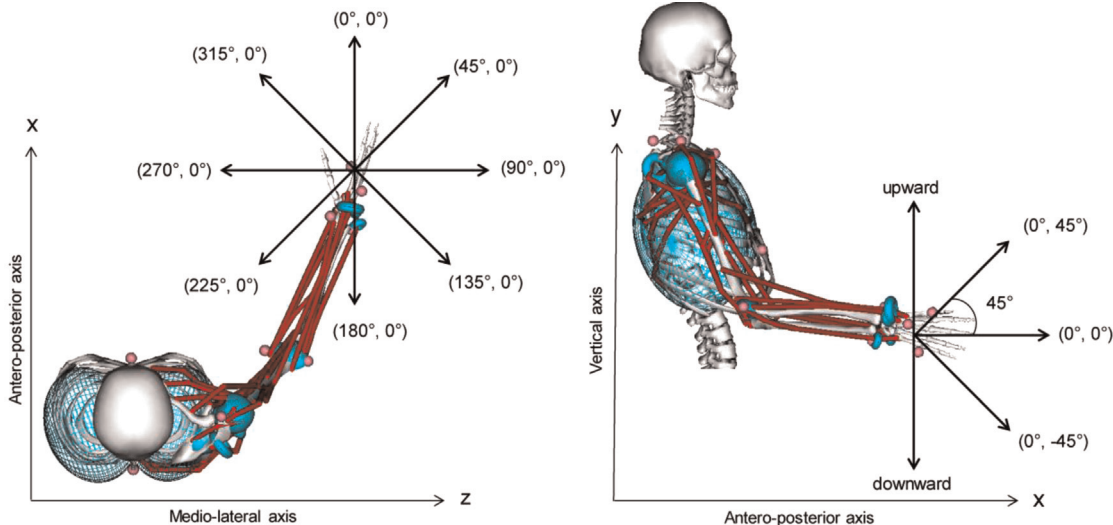 (0°, 0°)
(315°, 0°)
(45°, 0°)
x
(270°, 0°)
(90°, 0°)
(225°, 0°)
(135°, 0°)
(180°, 0°)
Antero-posterior axis
z
Medio-lateral axis
y
upward
(0°, 45°)
45°
(0°, 0°)
Vertical axis
(0°, -45°)
downward
x
Antero-posterior axis